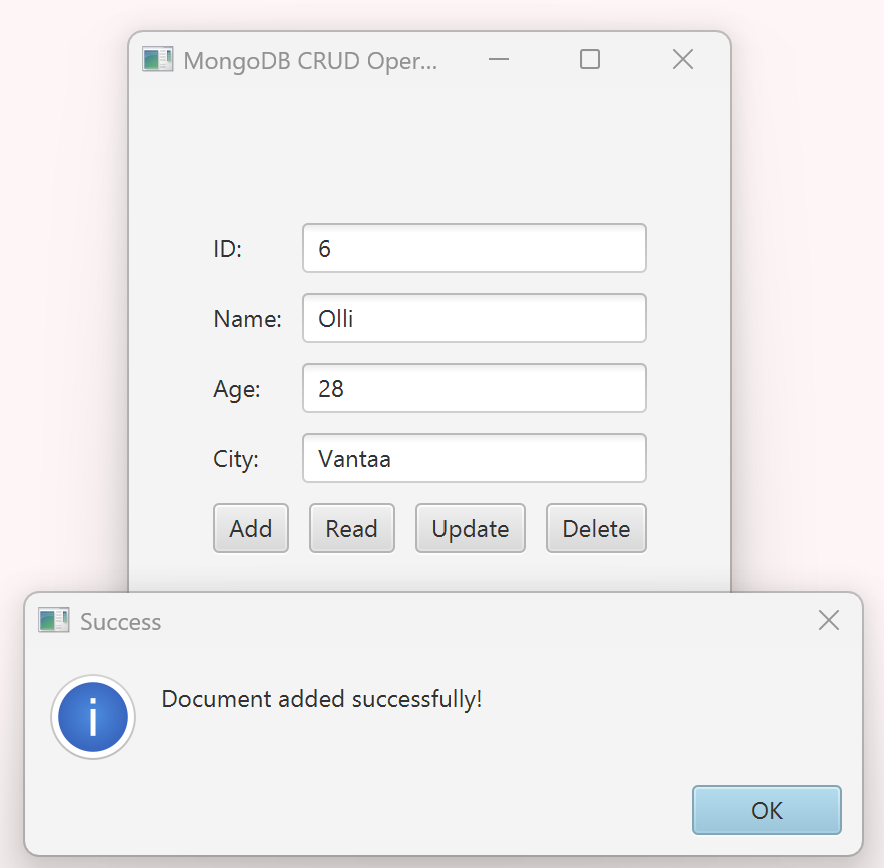 MongoDB CRUD Oper...
ID: 6
Name: Olli
Age: 28
City: Vantaa
Add Read Update Delete
Success
Document added successfully!
OK